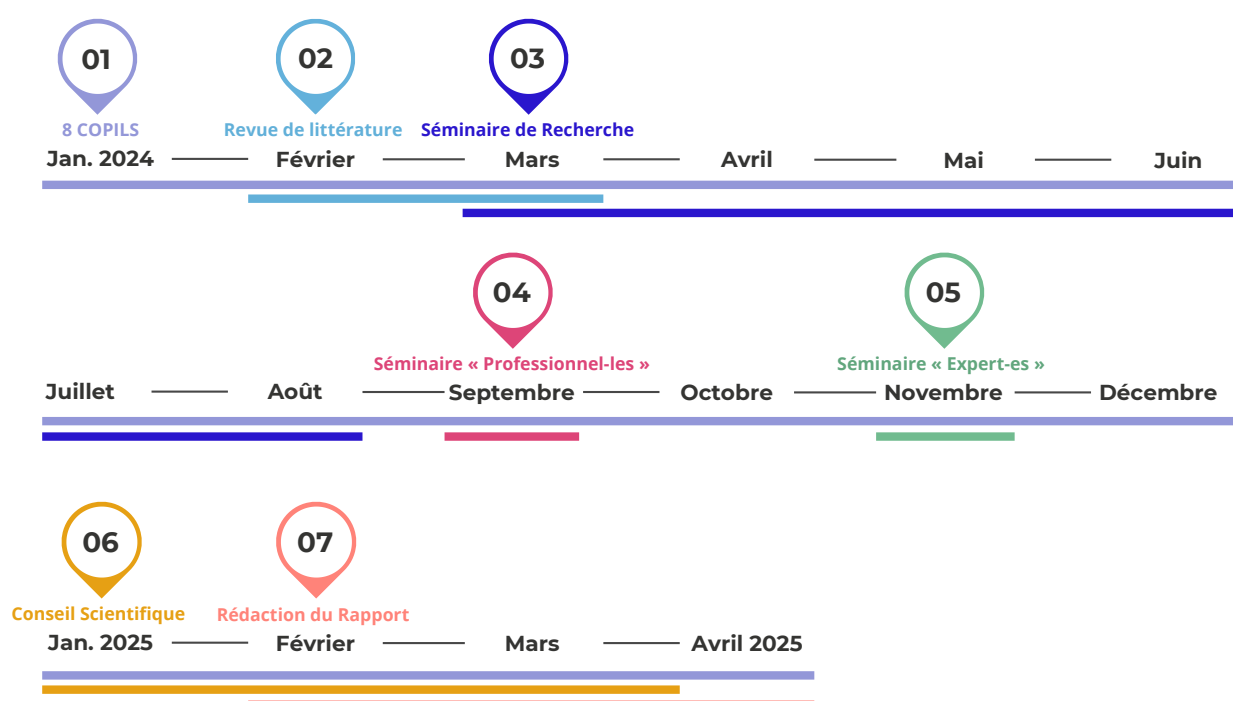 01 02 03
8 COPILS Revue de littérature Séminaire de Recherche
Jan. 2024 Février Mars Avril Mai Juin
04 05
Séminaire « Professionnel-les » Séminaire « Expert-es »
Juillet Août Septembre Octobre Novembre Décembre
06 07
Conseil Scientifique Rédaction du Rapport
Jan. 2025 Février Mars Avril 2025